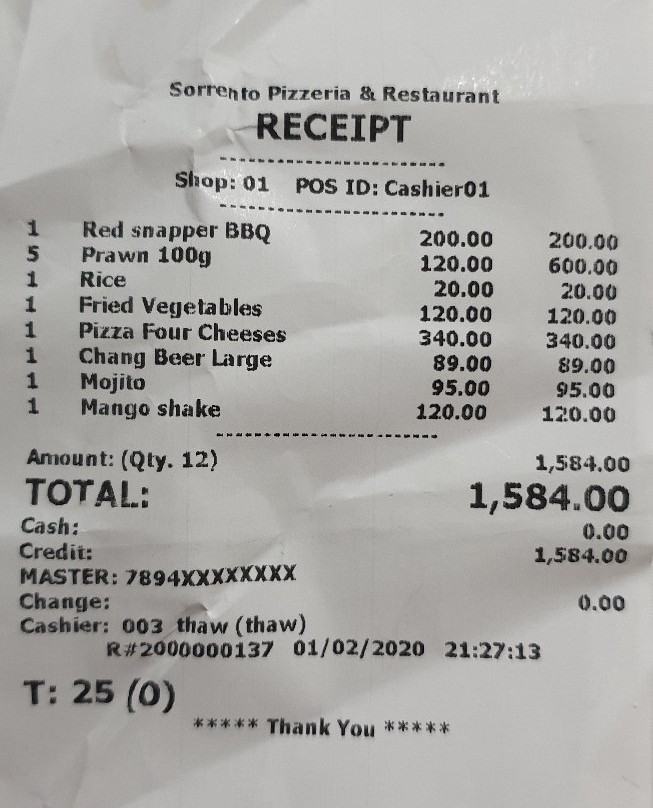 Sorrento Pizzeria & Restaurant
RECEIPT
Shop: 01 POS ID: Cashier01
1 Red snapper BBQ 200.00 200.00
5 Prawn 100g 120.00 600.00
1 Rice 20.00 20.00
1 Fried Vegetables 120.00 120.00
1 Pizza Four Cheeses 340.00 340.00
1 Chang Beer Large 89.00 89.00
1 Mojito 95.00 95.00
1 Mango shake 120.00 120.00
Amount: (Qty. 12) 1,584.00
TOTAL: 1,584.00
Cash: 0.00
Credit: 1,584.00
MASTER: 7894XXXXXXXX
Change: 0.00
Cashier: 003 thaw (thaw)
R#2000000137 01/02/2020 21:27:13
T: 25 (0)
***** Thank You *****